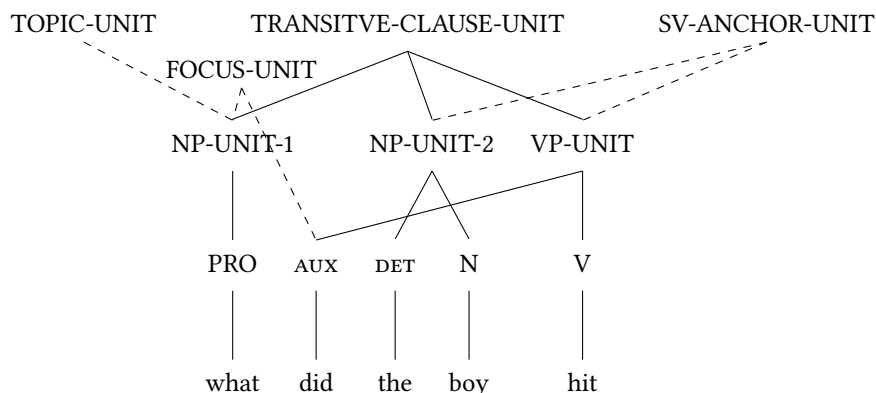 TOPIC-UNIT TRANSITVE-CLAUSE-UNIT SV-ANCHOR-UNIT
FOCUS-UNIT
NP-UNIT-1 NP-UNIT-2 VP-UNIT
PRO AUX DET N V
what did the boy hit